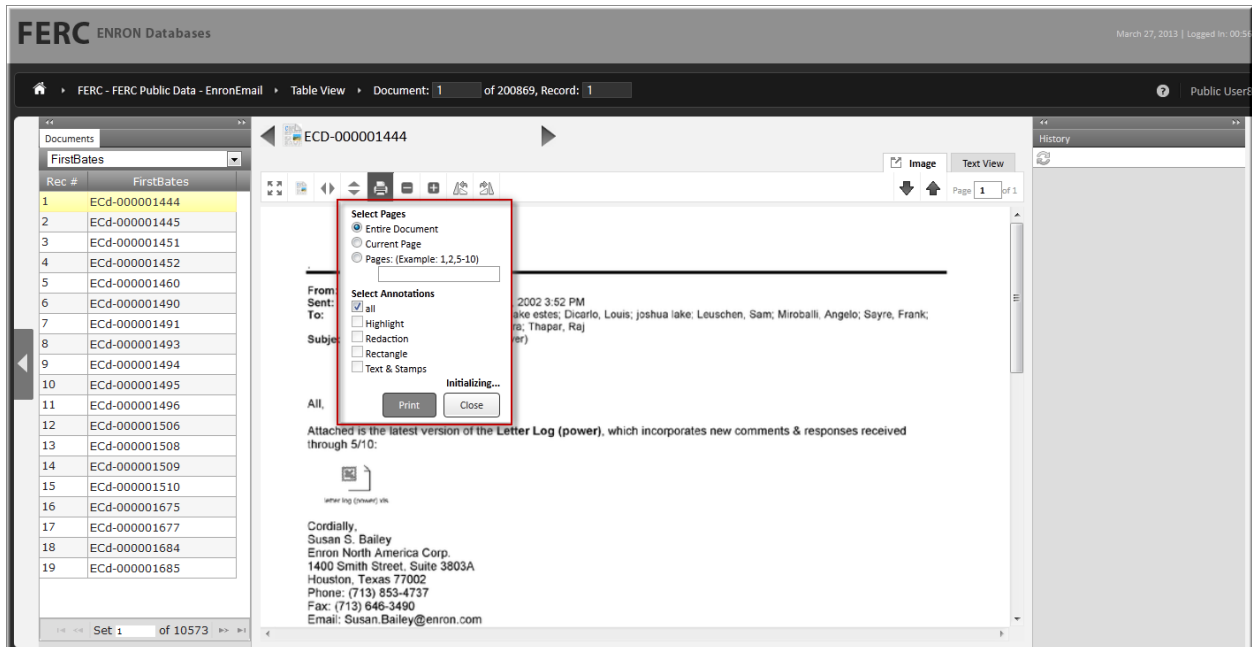 FERC ENRON Databases
March 27, 2013 | Logged In: 00:56
FERC - FERC Public Data - EnronEmail Table View Document: 1 of 200869, Record: 1
Public User8
Documents
FirstBates
Rec # FirstBates
1 ECd-000001444
2 ECd-000001445
3 ECd-000001451
4 ECd-000001452
5 ECd-000001460
6 ECd-000001490
7 ECd-000001491
8 ECd-000001493
9 ECd-000001494
10 ECd-000001495
11 ECd-000001496
12 ECd-000001506
13 ECd-000001508
14 ECd-000001509
15 ECd-000001510
16 ECd-000001675
17 ECd-000001677
18 ECd-000001684
19 ECd-000001685
Set 1 of 10573
ECD-000001444
Image Text View
Page 1 of 1
Select Pages
Entire Document
Current Page
Pages: (Example: 1,2,5-10)
Select Annotations
all
Highlight
Redaction
Rectangle
Text & Stamps
Initializing...
Print Close
From:
Sent: 2002 3:52 PM
To: ake estes; Dicarlo, Louis; joshua lake; Leuschen, Sam; Miroballi, Angelo; Sayre, Frank;
ra; Thapar, Raj
Subje er)
All,
Attached is the latest version of the Letter Log (power), which incorporates new comments & responses received
through 5/10:
letter log (power).xls
Cordially,
Susan S. Bailey
Enron North America Corp.
1400 Smith Street, Suite 3803A
Houston, Texas 77002
Phone: (713) 853-4737
Fax: (713) 646-3490
Email: Susan.Bailey@enron.com
History